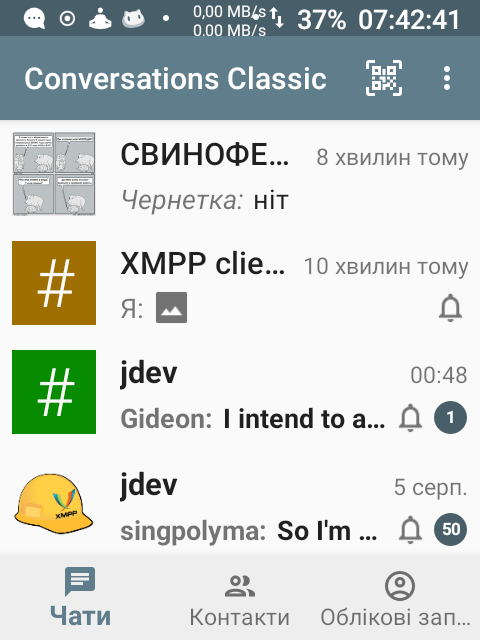 0,00 MB/s
0.00 MB/s
37% 07:42:41
Conversations Classic
СВИНОФЕ... 8 хвилин тому
Чернетка: ніт
# XMPP clie... 10 хвилин тому
Я:
# jdev 00:48
Gideon: I intend to a... 1
jdev 5 серп.
XMPP
singpolyma: So I'm ... 50
Чати Контакти Облікові зап...